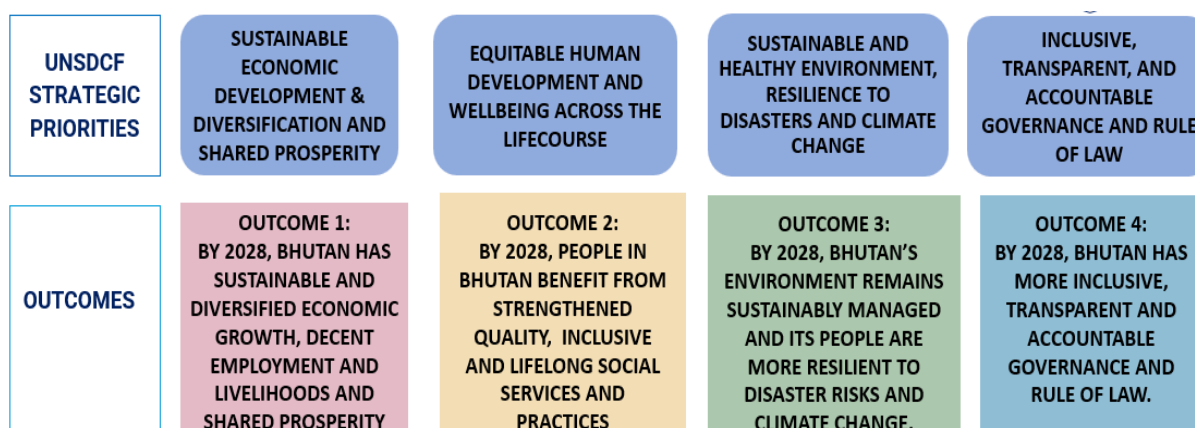 UNSDCF
STRATEGIC
PRIORITIES
SUSTAINABLE
ECONOMIC
DEVELOPMENT &
DIVERSIFICATION AND
SHARED PROSPERITY
EQUITABLE HUMAN
DEVELOPMENT AND
WELLBEING ACROSS THE
LIFECOURSE
SUSTAINABLE AND
HEALTHY ENVIRONMENT,
RESILIENCE TO
DISASTERS AND CLIMATE
CHANGE
INCLUSIVE,
TRANSPARENT, AND
ACCOUNTABLE
GOVERNANCE AND RULE
OF LAW
OUTCOMES
OUTCOME 1:
BY 2028, BHUTAN HAS
SUSTAINABLE AND
DIVERSIFIED ECONOMIC
GROWTH, DECENT
EMPLOYMENT AND
LIVELIHOODS AND
SHARED PROSPERITY
OUTCOME 2:
BY 2028, PEOPLE IN
BHUTAN BENEFIT FROM
STRENGTHENED
QUALITY, INCLUSIVE
AND LIFELONG SOCIAL
SERVICES AND
PRACTICES
OUTCOME 3:
BY 2028, BHUTAN’S
ENVIRONMENT REMAINS
SUSTAINABLY MANAGED
AND ITS PEOPLE ARE
MORE RESILIENT TO
DISASTER RISKS AND
CLIMATE CHANGE.
OUTCOME 4:
BY 2028, BHUTAN HAS
MORE INCLUSIVE,
TRANSPARENT AND
ACCOUNTABLE
GOVERNANCE AND
RULE OF LAW.